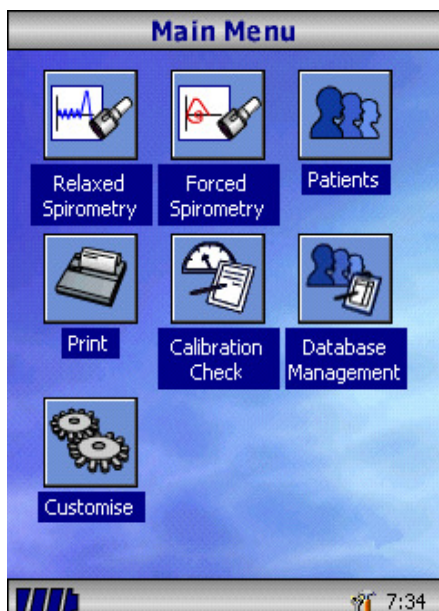 Main Menu
Relaxed
Spirometry
Forced
Spirometry
Patients
Print
Calibration
Check
Database
Management
Customise
7:34